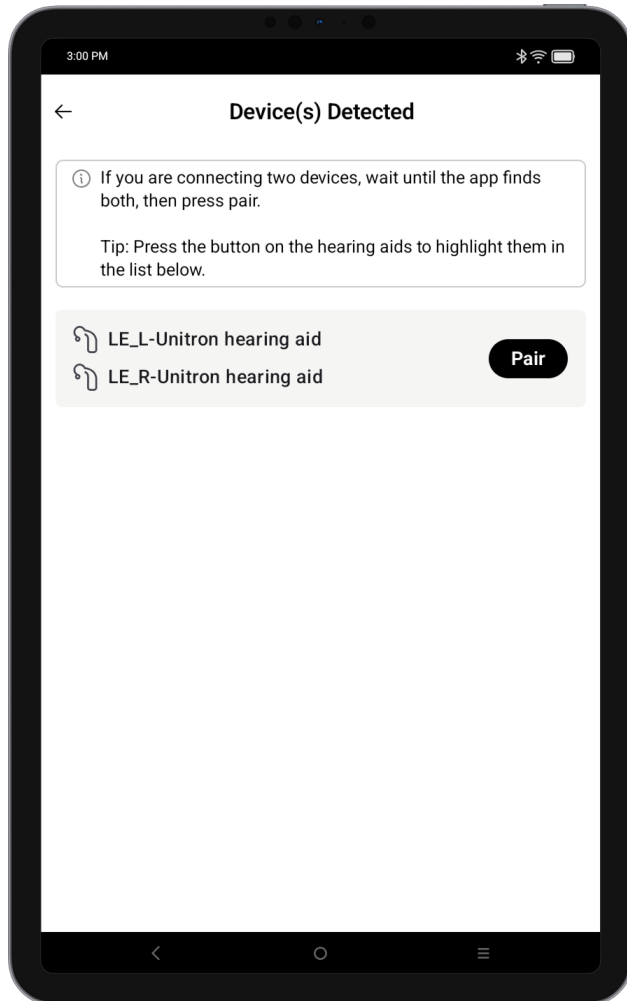 3:00 PM
Device(s) Detected
If you are connecting two devices, wait until the app finds
both, then press pair.
Tip: Press the button on the hearing aids to highlight them in
the list below.
LE_L-Unitron hearing aid
Pair
LE_R-Unitron hearing aid